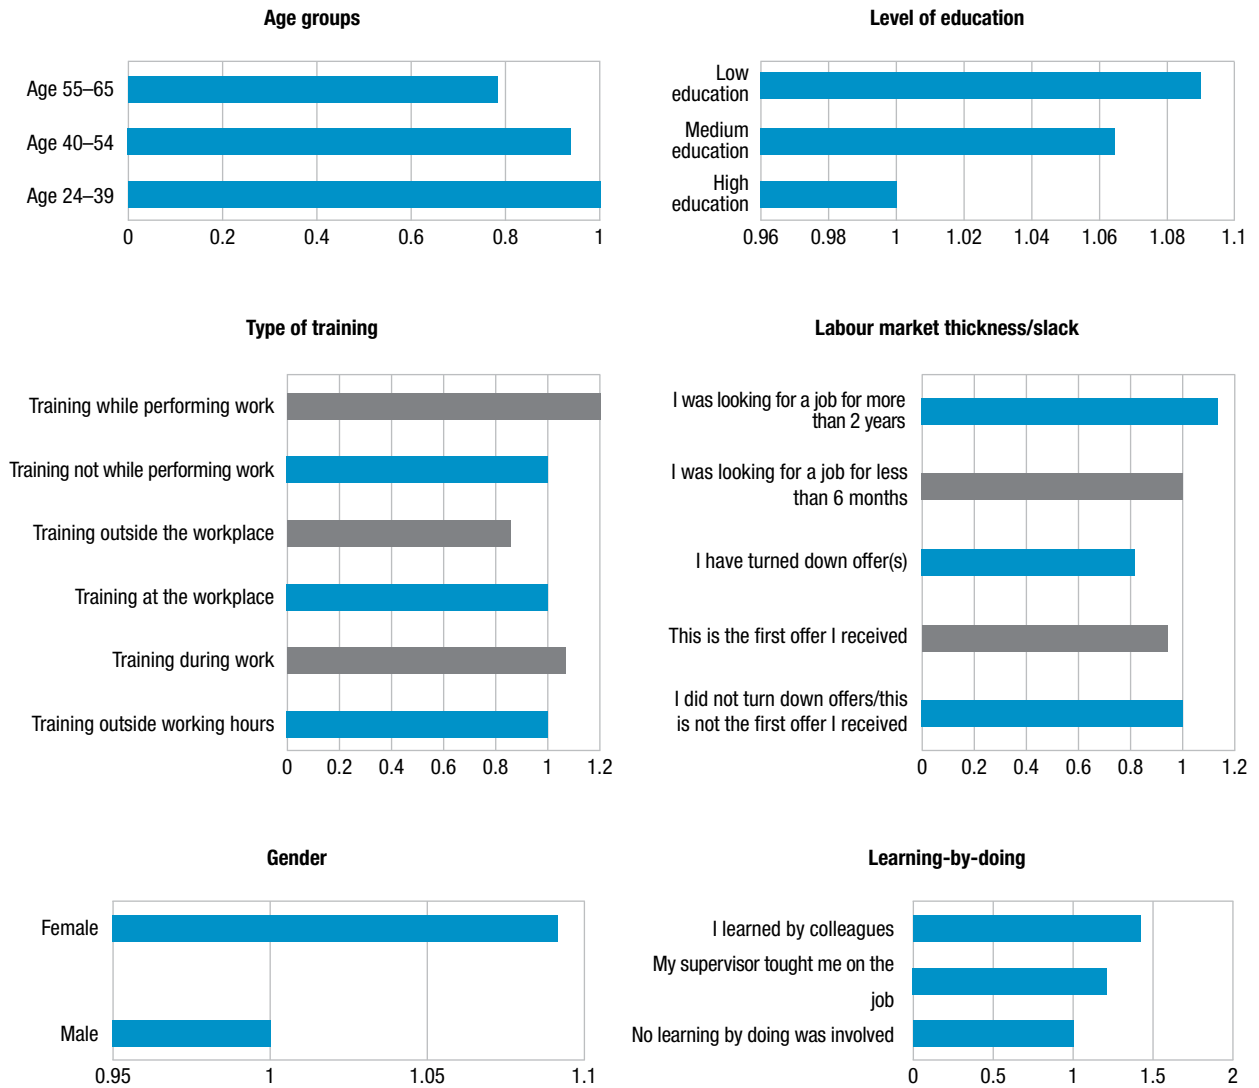 Age groups
Age 55–65
Age 40–54
Age 24–39
0 0.2 0.4 0.6 0.8 1
Level of education
Low
education
Medium
education
High
education
0.96 0.98 1 1.02 1.04 1.06 1.08 1.1
Type of training
Training while performing work
Training not while performing work
Training outside the workplace
Training at the workplace
Training during work
Training outside working hours
0 0.2 0.4 0.6 0.8 1 1.2
Labour market thickness/slack
I was looking for a job for more
than 2 years
I was looking for a job for less
than 6 months
I have turned down offer(s)
This is the first offer I received
I did not turn down offers/this
is not the first offer I received
0 0.2 0.4 0.6 0.8 1 1.2
Gender
Female
Male
0.95 1 1.05 1.1
Learning-by-doing
I learned by colleagues
My supervisor tought me on the
job
No learning by doing was involved
0 0.5 1 1.5 2